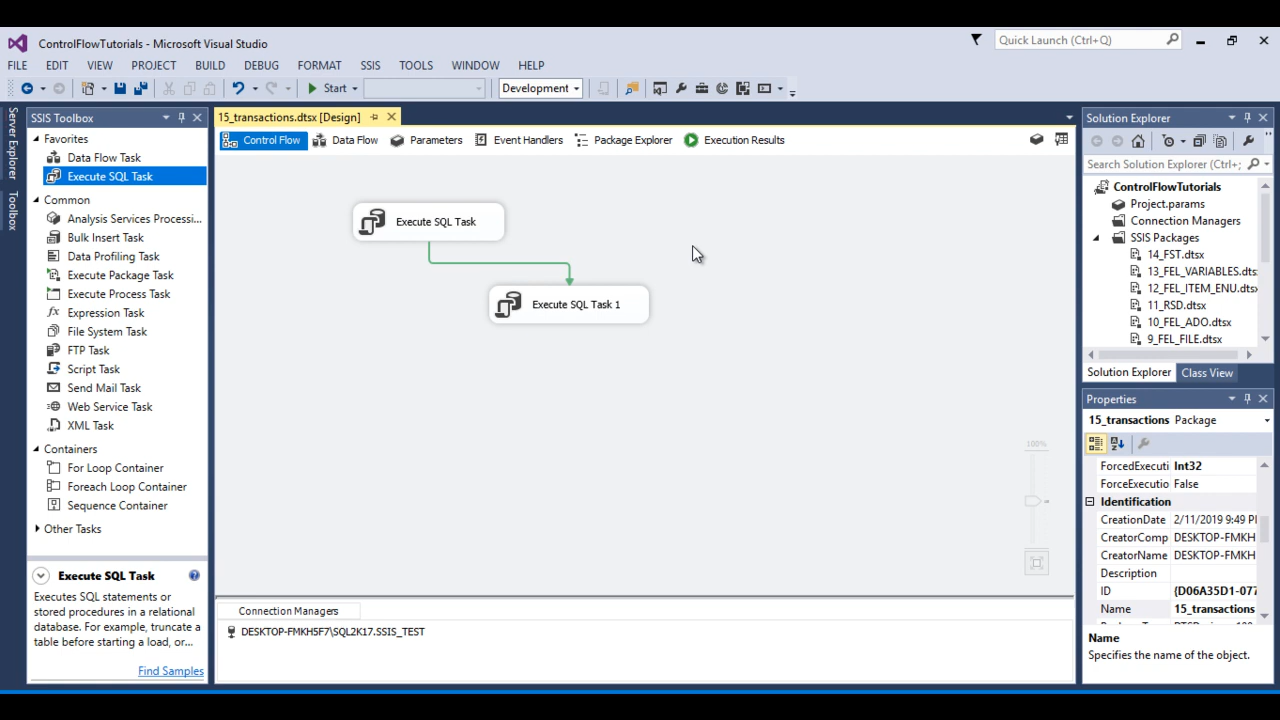 ControlFlowTutorials - Microsoft Visual Studio
Quick Launch (Ctrl+Q)
FILE EDIT VIEW PROJECT BUILD DEBUG FORMAT SSIS TOOLS WINDOW HELP
Start Development
Server Explorer
Toolbox
SSIS Toolbox
Favorites
Data Flow Task
Execute SQL Task
Common
Analysis Services Processi...
Bulk Insert Task
Data Profiling Task
Execute Package Task
Execute Process Task
Expression Task
File System Task
FTP Task
Script Task
Send Mail Task
Web Service Task
XML Task
Containers
For Loop Container
Foreach Loop Container
Sequence Container
Other Tasks
Execute SQL Task
Executes SQL statements or
stored procedures in a relational
database. For example, truncate a
table before starting a load, or...
Find Samples
15_transactions.dtsx [Design]
Control Flow Data Flow Parameters Event Handlers Package Explorer Execution Results
Execute SQL Task
Execute SQL Task 1
100%
Connection Managers
DESKTOP-FMKH5F7\SQL2K17.SSIS_TEST
Solution Explorer
Search Solution Explorer (Ctrl+;
ControlFlowTutorials
Project.params
Connection Managers
SSIS Packages
14_FST.dtsx
13_FEL_VARIABLES.dts
12_FEL_ITEM_ENU.dtsx
11_RSD.dtsx
10_FEL_ADO.dtsx
9_FEL_FILE.dtsx
Solution Explorer Class View
Properties
15_transactions Package
ForcedExecuti Int32
ForceExecutio False
Identification
CreationDate 2/11/2019 9:49 P
CreatorComp DESKTOP-FMKH
CreatorName DESKTOP-FMKH
Description
ID {D06A35D1-077
Name 15_transactions
Name
Specifies the name of the object.